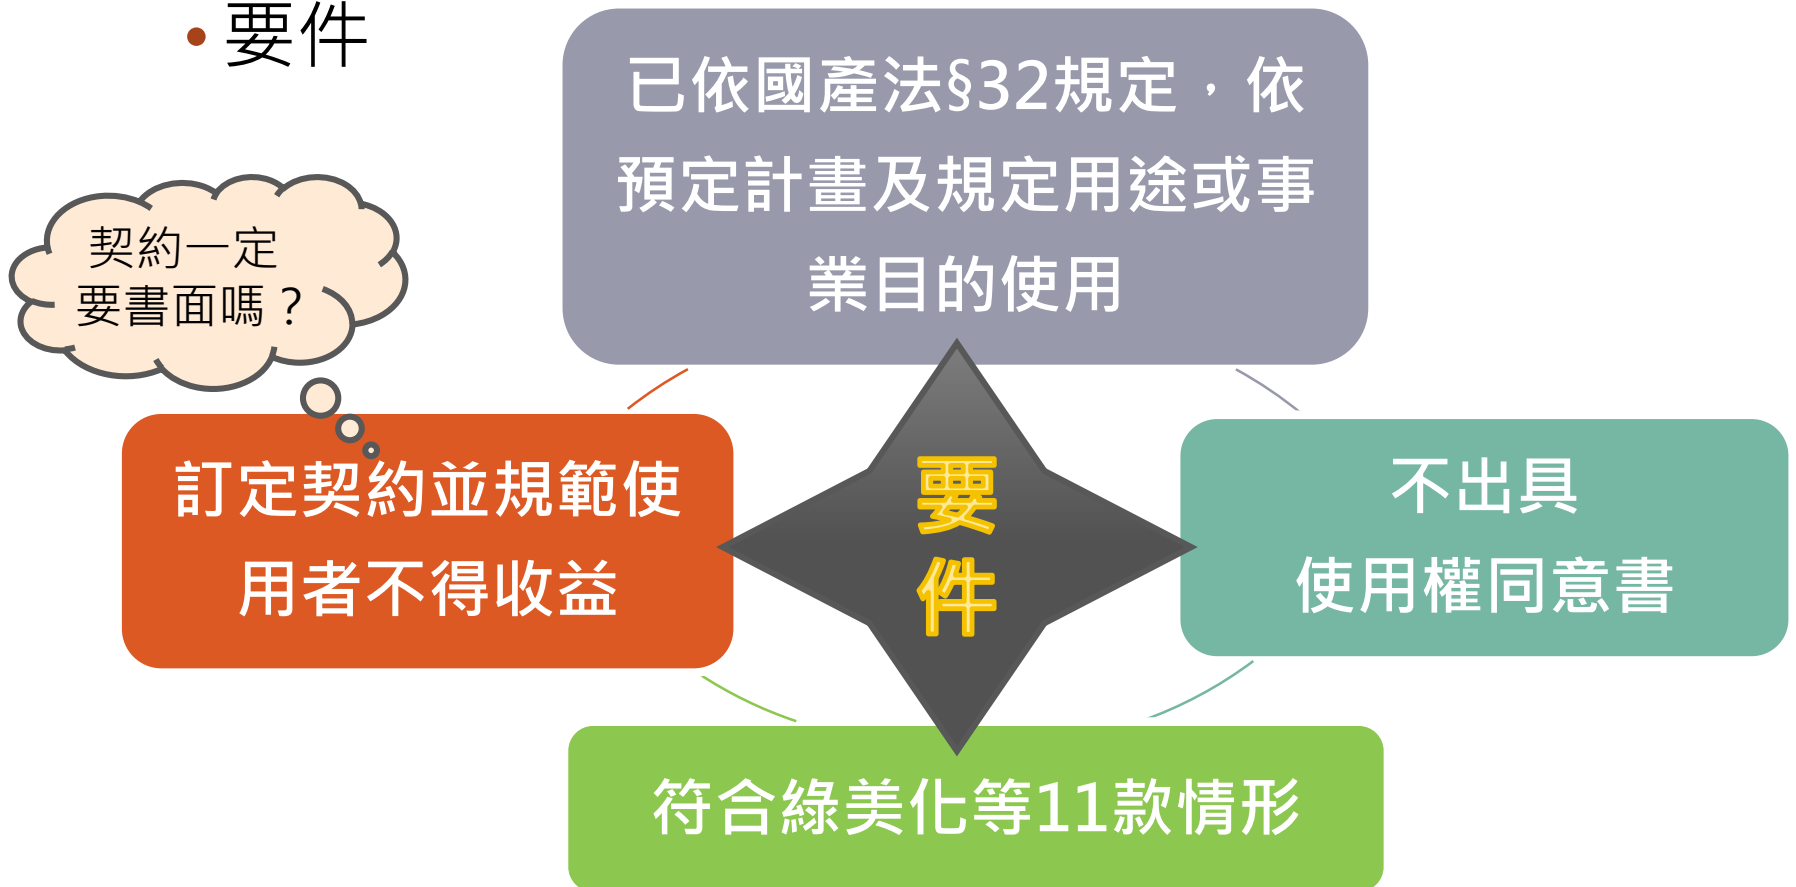 • 要件
已依國產法§32規定，依
預定計畫及規定用途或事
業目的使用
契約一定
要書面嗎？
訂定契約並規範使
用者不得收益
要
件
不出具
使用權同意書
符合綠美化等11款情形